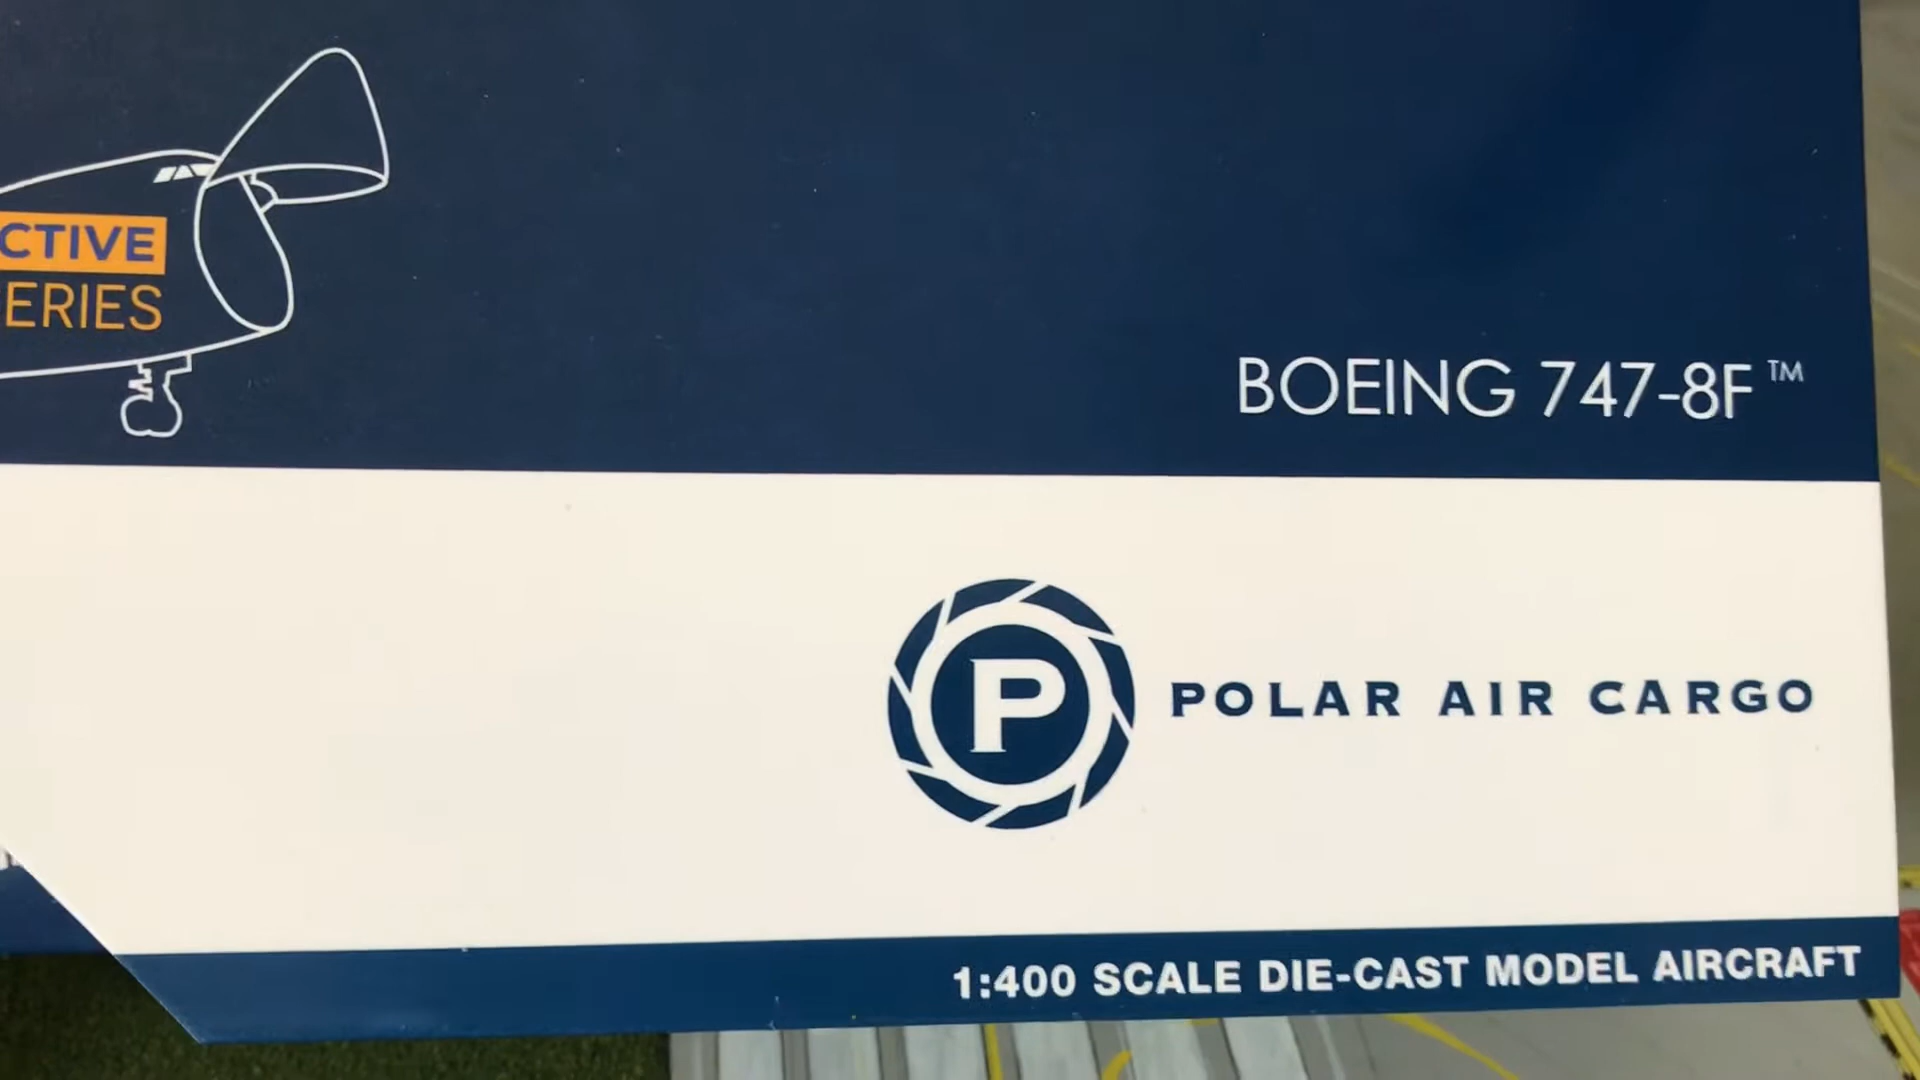 CTIVE
ERIES
BOEING 747-8F™
P
POLAR AIR CARGO
1:400 SCALE DIE-CAST MODEL AIRCRAFT